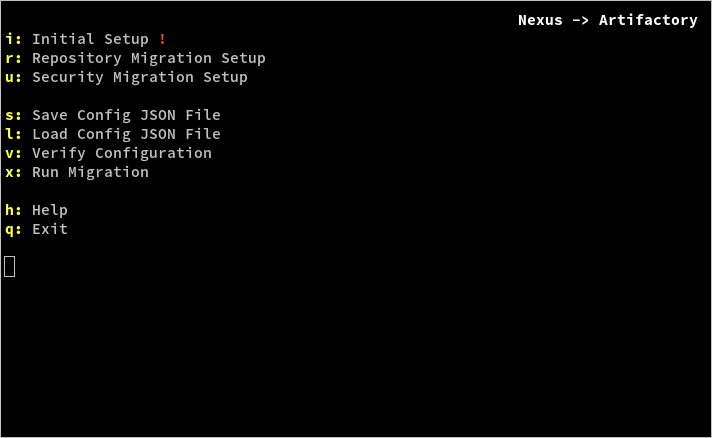 Nexus -> Artifactory
i: Initial Setup !
r: Repository Migration Setup
u: Security Migration Setup
s: Save Config JSON File
l: Load Config JSON File
v: Verify Configuration
x: Run Migration
h: Help
q: Exit